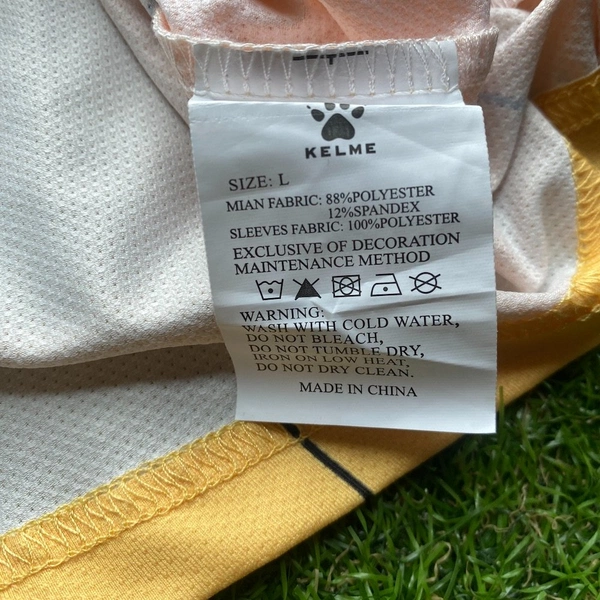 KELME
SIZE: L
MIAN FABRIC: 88%POLYESTER
12%SPANDEX
SLEEVES FABRIC: 100%POLYESTER
EXCLUSIVE OF DECORATION
MAINTENANCE METHOD
WARNING:
WASH WITH COLD WATER,
DO NOT BLEACH,
DO NOT TUMBLE DRY,
IRON ON LOW HEAT,
DO NOT DRY CLEAN.
MADE IN CHINA